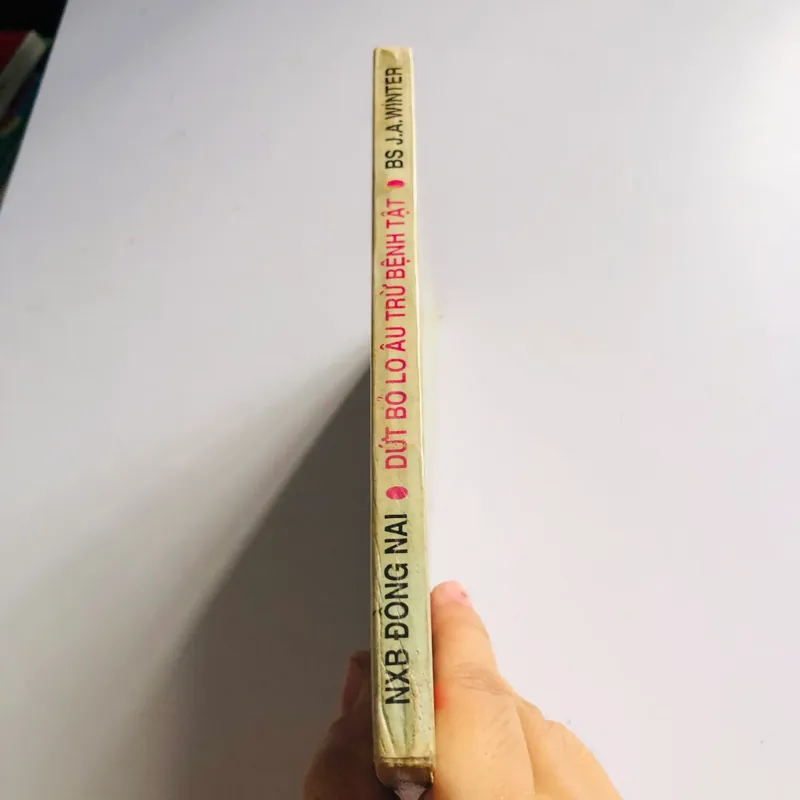 NXB ĐỒNG NAI ● DỨT BỎ LO ÂU TRỪ BỆNH TẬT ● BS J.A.WINTER